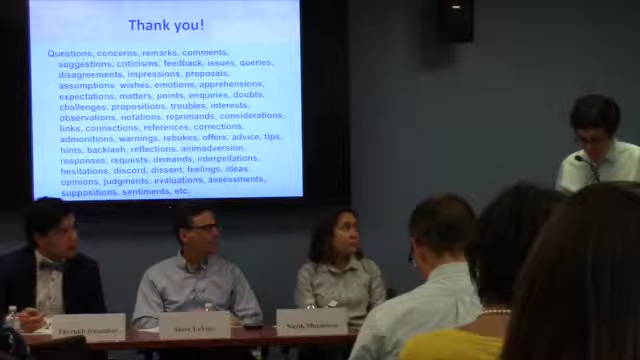 Thank you!
Questions, concerns, remarks, comments,
suggestions, criticisms, feedback, issues, queries,
disagreements, impressions, proposals,
assumptions, wishes, emotions, apprehensions,
expectations, matters, points, enquiries, doubts,
challenges, propositions, troubles, interests,
observations, notations, reprimands, considerations,
links, connections, references, corrections,
admonitions, warnings, rebukes, offers, advice, tips,
hints, backlash, reflections, animadversion,
responses, requests, demands, interpellations,
hesitations, discord, dissent, feelings, ideas,
opinions, judgments, evaluations, assessments,
suppositions, sentiments, etc.
Steve